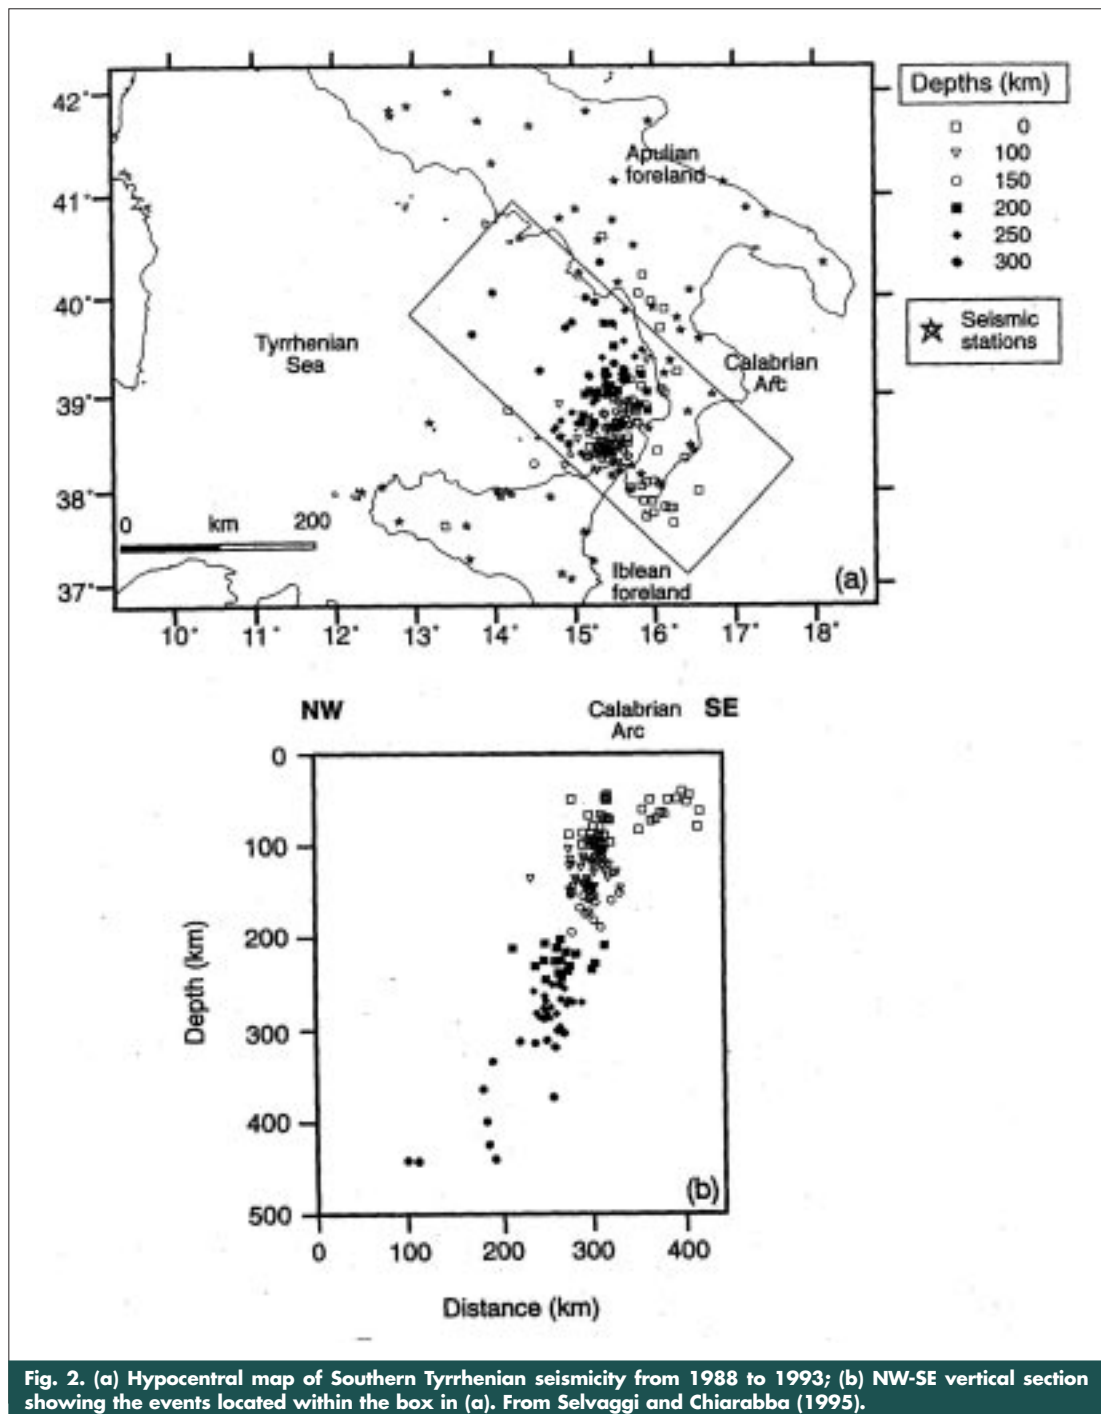 Depths (km)
0
100
150
200
250
300
Seismic
stations
42°
41°
40°
39°
38°
37°
Apulian
foreland
Tyrrhenian
Sea
Calabrian
Arc
0 km 200
Iblean
foreland
(a)
10° 11° 12° 13° 14° 15° 16° 17° 18°
NW Calabrian SE
Arc
0
100
200
300
400
500
Depth (km)
(b)
0 100 200 300 400
Distance (km)
Fig. 2. (a) Hypocentral map of Southern Tyrrhenian seismicity from 1988 to 1993; (b) NW-SE vertical section
showing the events located within the box in (a). From Selvaggi and Chiarabba (1995).